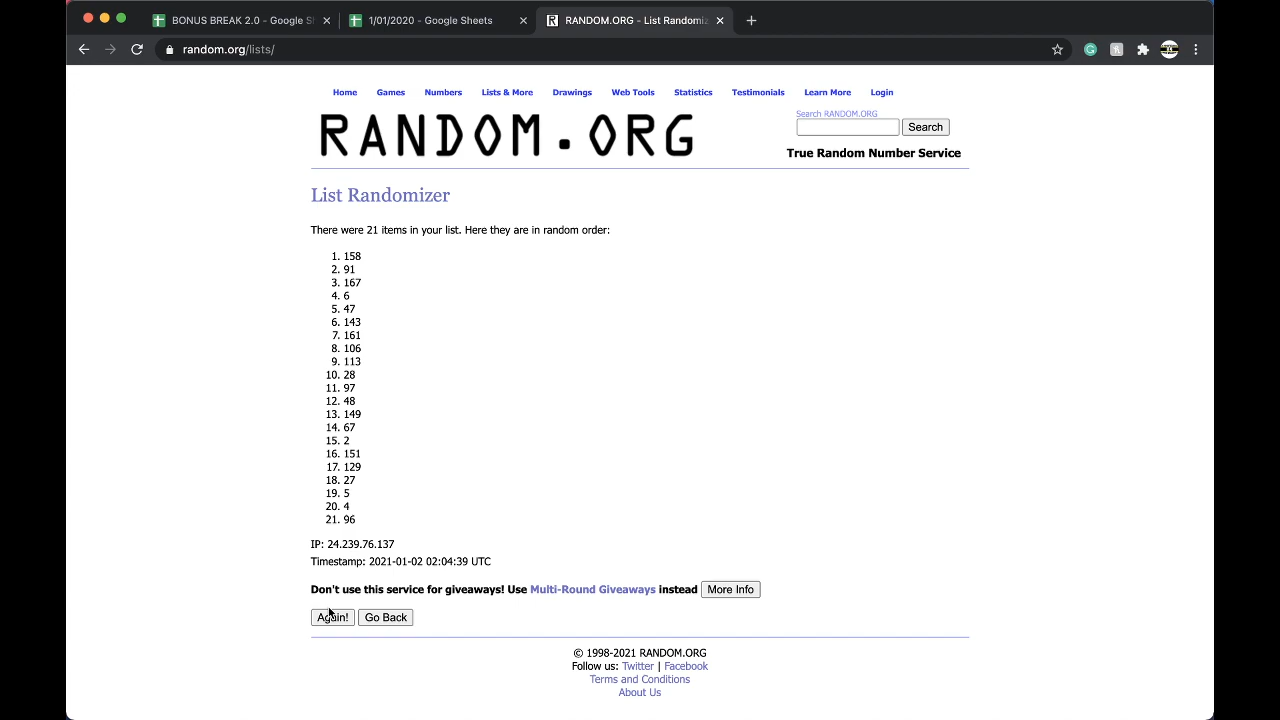 BONUS BREAK 2.0 - Google S
1/01/2020 - Google Sheets
RANDOM.ORG - List Randomiz
random.org/lists/
Home Games Numbers Lists & More Drawings Web Tools Statistics Testimonials Learn More Login
Search RANDOM.ORG
RANDOM.ORG
Search
True Random Number Service
List Randomizer
There were 21 items in your list. Here they are in random order:
1. 158
2. 91
3. 167
4. 6
5. 47
6. 143
7. 161
8. 106
9. 113
10. 28
11. 97
12. 48
13. 149
14. 67
15. 2
16. 151
17. 129
18. 27
19. 5
20. 4
21. 96
IP: 24.239.76.137
Timestamp: 2021-01-02 02:04:39 UTC
Don't use this service for giveaways! Use Multi-Round Giveaways instead More Info
Again! Go Back
© 1998-2021 RANDOM.ORG
Follow us: Twitter | Facebook
Terms and Conditions
About Us